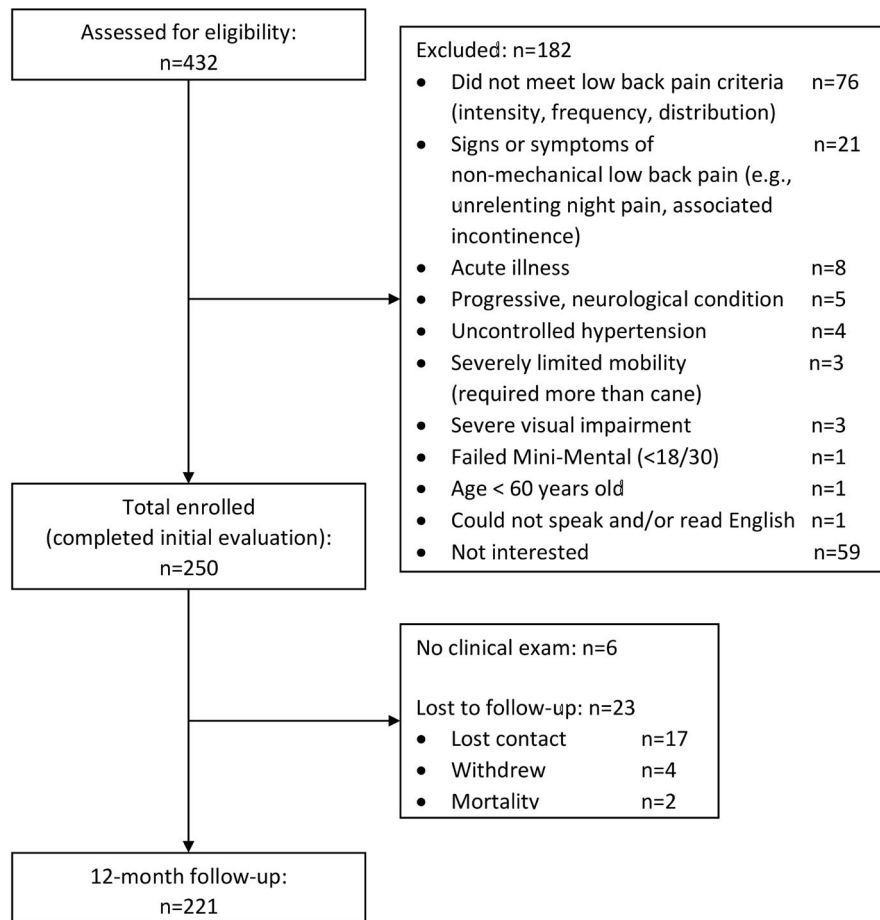 Assessed for eligibility:
n=432
Excluded: n=182
• Did not meet low back pain criteria n=76
(intensity, frequency, distribution)
• Signs or symptoms of n=21
non-mechanical low back pain (e.g.,
unrelenting night pain, associated
incontinence)
• Acute illness n=8
• Progressive, neurological condition n=5
• Uncontrolled hypertension n=4
• Severely limited mobility n=3
(required more than cane)
• Severe visual impairment n=3
• Failed Mini-Mental (<18/30) n=1
• Age < 60 years old n=1
• Could not speak and/or read English n=1
• Not interested n=59
Total enrolled
(completed initial evaluation):
n=250
No clinical exam: n=6
Lost to follow-up: n=23
• Lost contact n=17
• Withdrew n=4
• Mortality n=2
12-month follow-up:
n=221